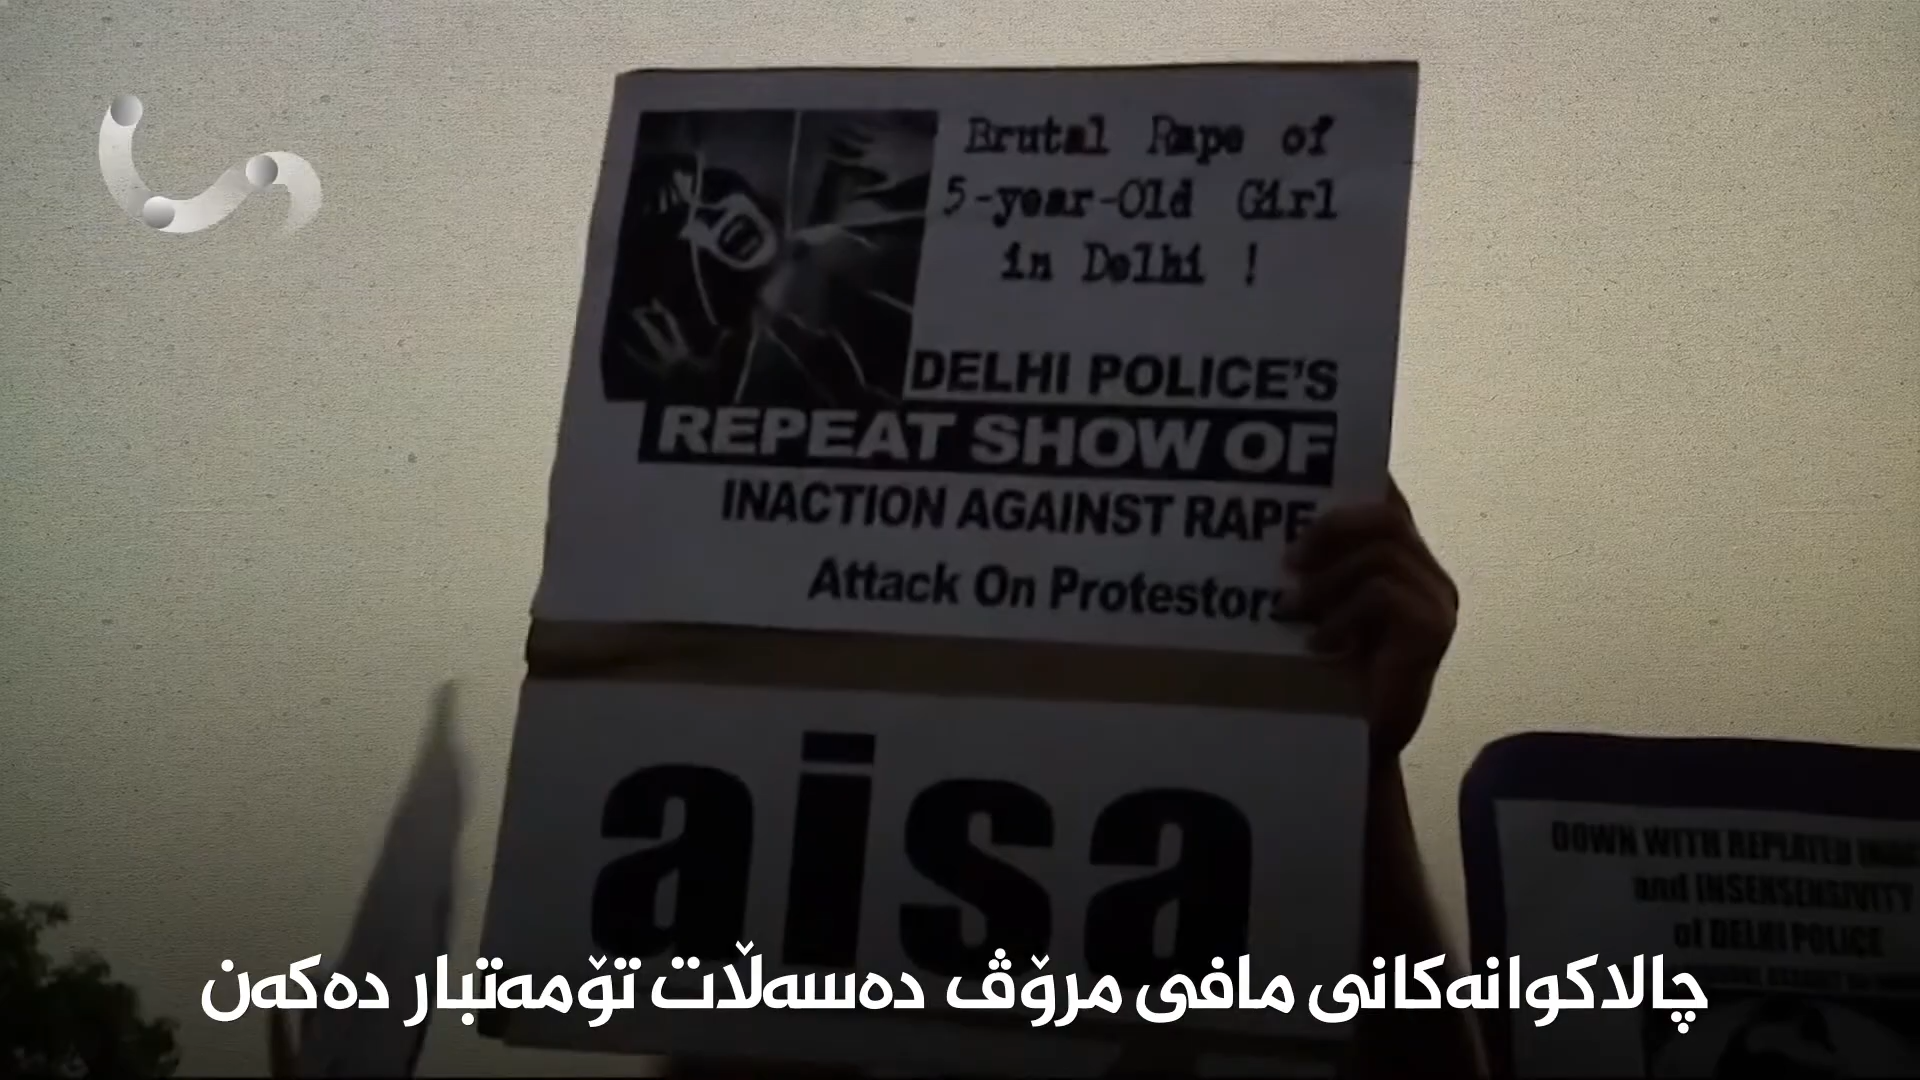 Brutal Rape of
5-year-Old Girl
in Delhi !
DELHI POLICE'S
REPEAT SHOW OF
INACTION AGAINST RAPE
Attack On Protestors
aisa
DOWN WITH REPEATED
and INSENSENSIVITY
of DELHI POLICE
چالاکوانەکانی مافی مرۆڤ دەسەڵات تۆمەتبار دەکەن